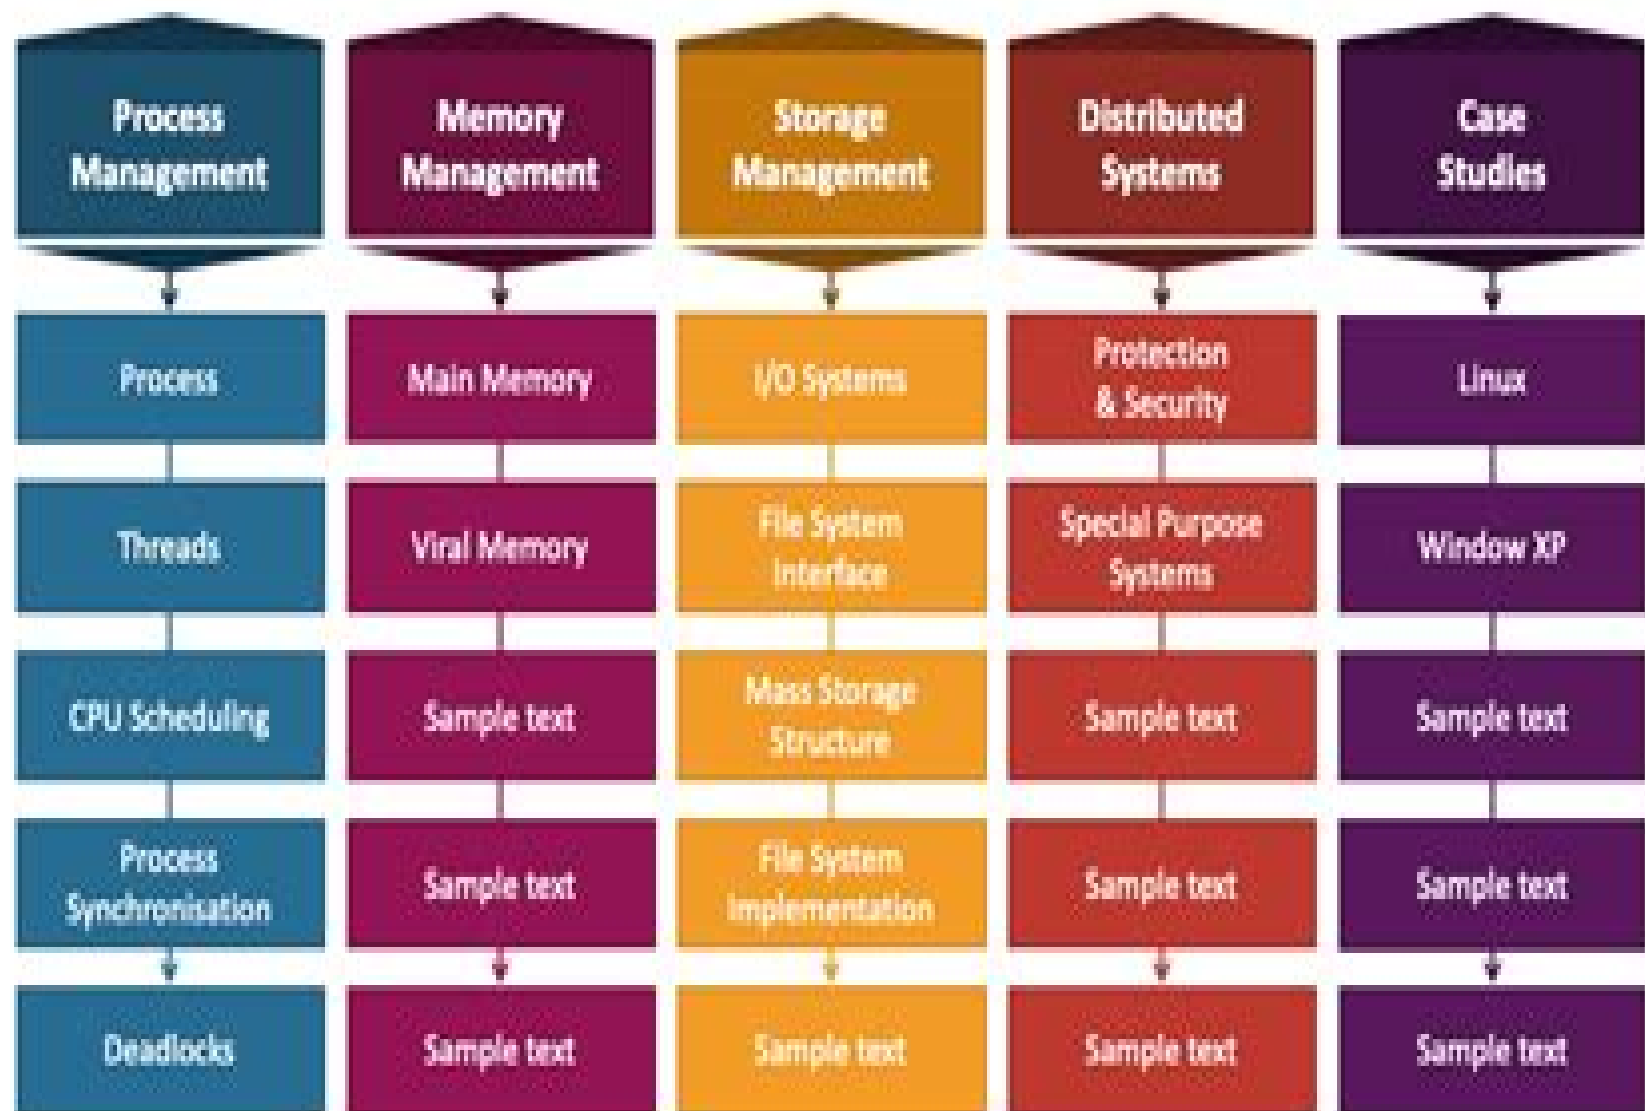 Process
Management
Memory
Management
Storage
Management
Distributed
Systems
Case
Studies
Process
Main Memory
I/O Systems
Protection
& Security
Linux
Threads
Viral Memory
File System
Interface
Special Purpose
Systems
Window XP
CPU Scheduling
Sample text
Mass Storage
Structure
Sample text
Sample text
Process
Synchronisation
Sample text
File System
Implementation
Sample text
Sample text
Deadlocks
Sample text
Sample text
Sample text
Sample text